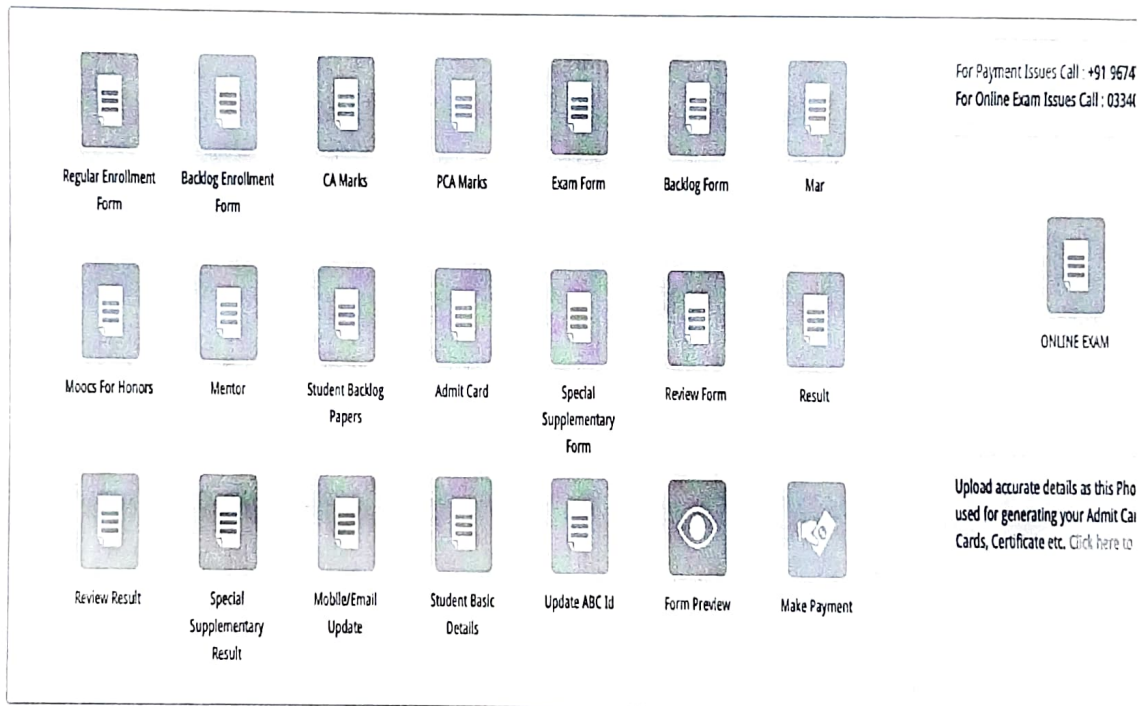 For Payment Issues Call : +91 9674
For Online Exam Issues Call : 0334
Regular Enrollment
Form
Backlog Enrollment
Form
CA Marks
PCA Marks
Exam Form
Backlog Form
Mar
ONLINE EXAM
Moocs For Honors
Mentor
Student Backlog
Papers
Admit Card
Special
Supplementary
Form
Review Form
Result
Upload accurate details as this Pho
used for generating your Admit Car
Cards, Certificate etc. Click here to
Review Result
Special
Supplementary
Result
Mobile/Email
Update
Student Basic
Details
Update ABC Id
Form Preview
Make Payment